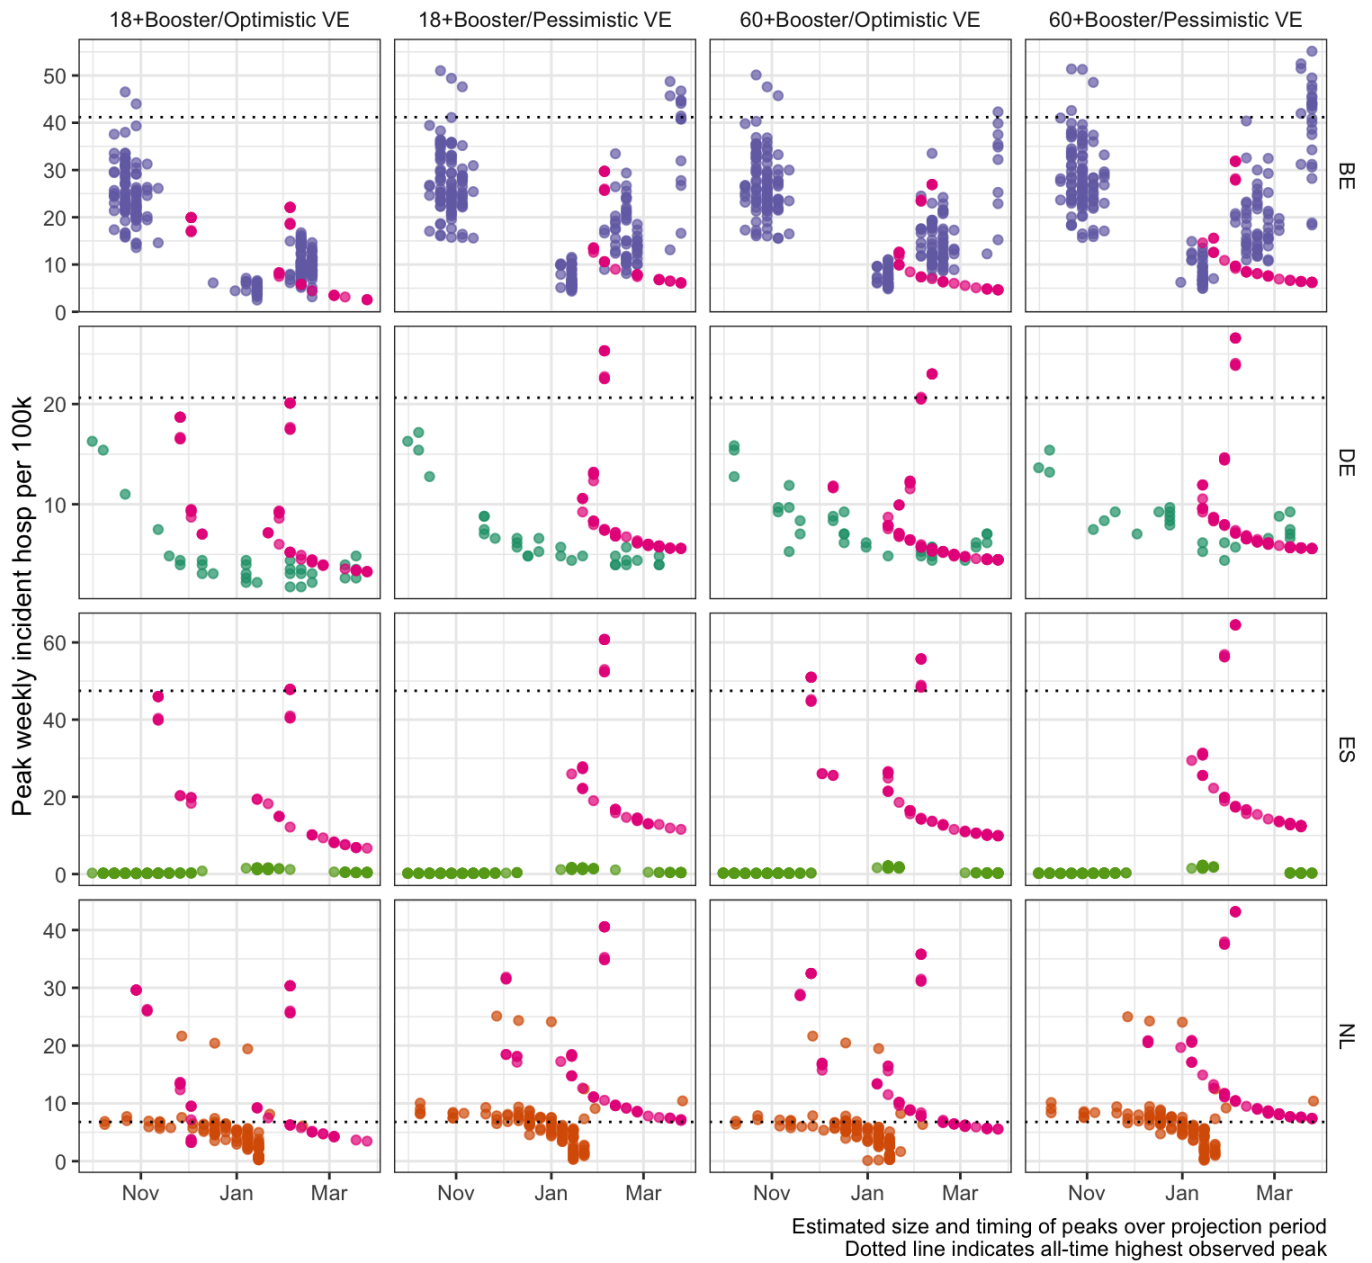 18+Booster/Optimistic VE 18+Booster/Pessimistic VE 60+Booster/Optimistic VE 60+Booster/Pessimistic VE
50
40
30
20
10
0
BE
20
10
DE
60
40
20
0
ES
40
30
20
10
0
NL
Peak weekly incident hosp per 100k
Nov Jan Mar Nov Jan Mar Nov Jan Mar Nov Jan Mar
Estimated size and timing of peaks over projection period
Dotted line indicates all-time highest observed peak